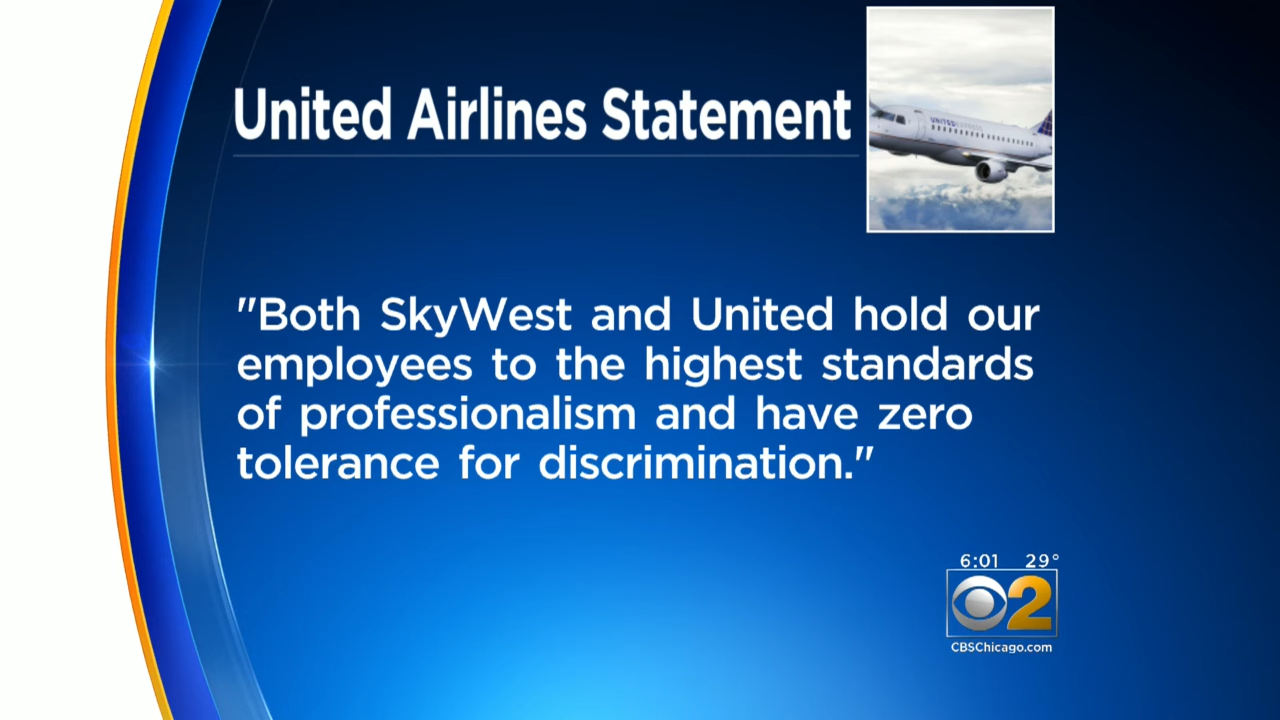 United Airlines Statement
UNITED
"Both SkyWest and United hold our
employees to the highest standards
of professionalism and have zero
tolerance for discrimination."
6:01 29°
2
CBSChicago.com